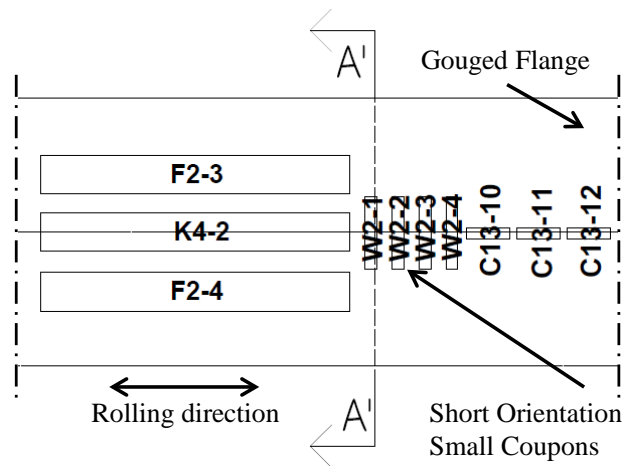 A'
Gouged Flange
F2-3
K4-2
F2-4
W2-1
W2-2
W2-3
W2-4
C13-10
C13-11
C13-12
Rolling direction
A'
Short Orientation
Small Coupons